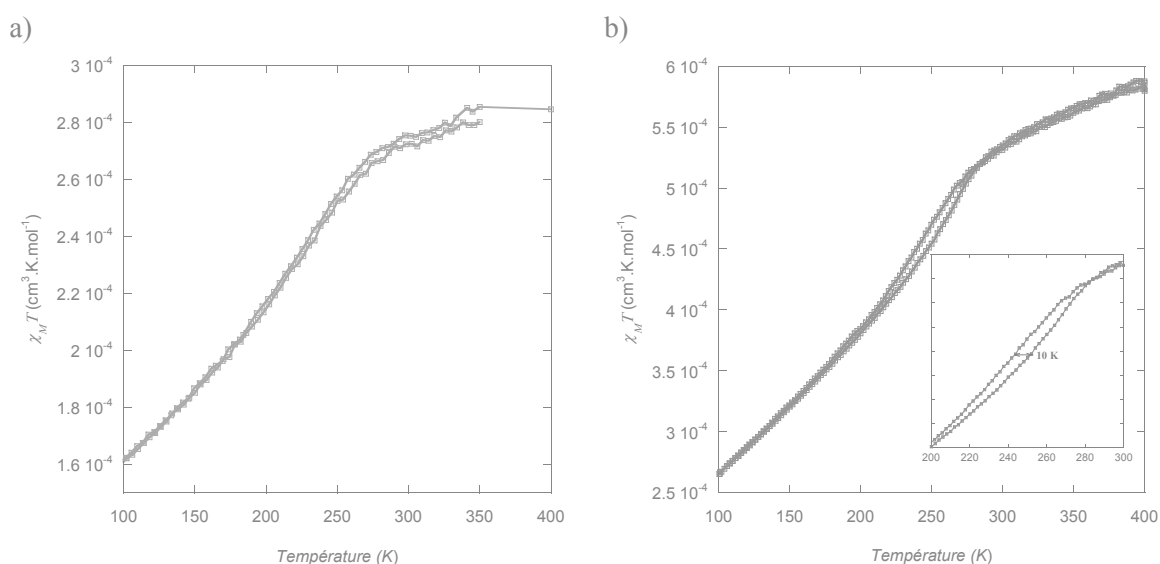 a)
3 10⁻⁴
2.8 10⁻⁴
2.6 10⁻⁴
2.4 10⁻⁴
2.2 10⁻⁴
2 10⁻⁴
1.8 10⁻⁴
1.6 10⁻⁴
χ_M T (cm³.K.mol⁻¹)
100 150 200 250 300 350 400
Température (K)
b)
6 10⁻⁴
5.5 10⁻⁴
5 10⁻⁴
4.5 10⁻⁴
4 10⁻⁴
3.5 10⁻⁴
3 10⁻⁴
2.5 10⁻⁴
χ_M T (cm³.K.mol⁻¹)
10 K
200 220 240 260 280 300
100 150 200 250 300 350 400
Température (K)